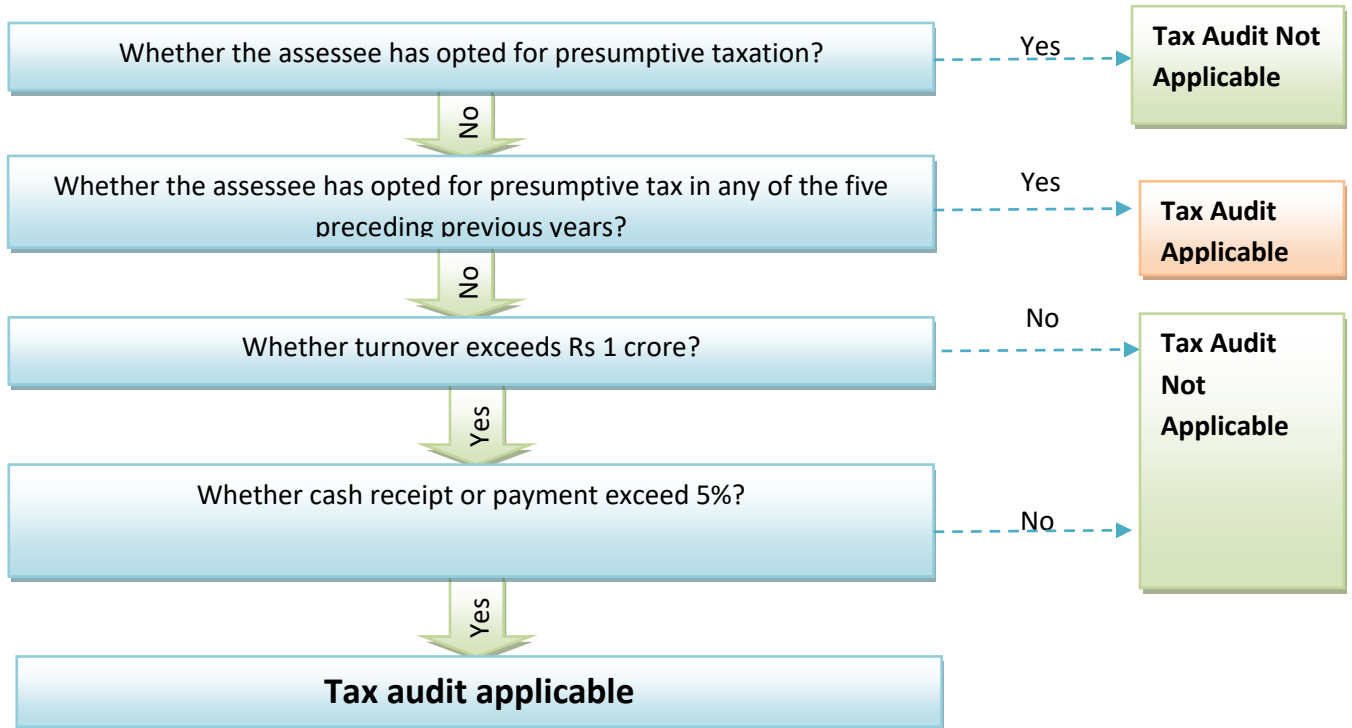 Whether the assessee has opted for presumptive taxation?
Yes
Tax Audit Not
Applicable
No
Whether the assessee has opted for presumptive tax in any of the five
preceding previous years?
Yes
Tax Audit
Applicable
No
Whether turnover exceeds Rs 1 crore?
No
Tax Audit
Not
Applicable
Yes
Whether cash receipt or payment exceed 5%?
No
Yes
Tax audit applicable